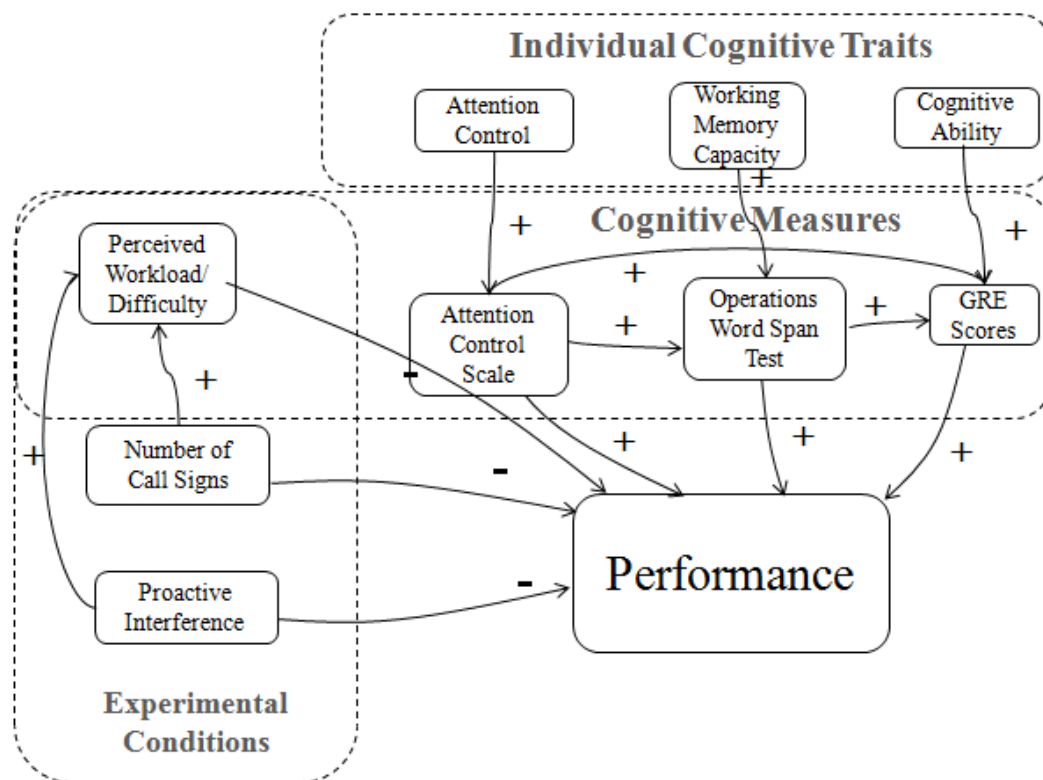 Individual Cognitive Traits
Attention
Control
Working
Memory
Capacity
Cognitive
Ability
+
Cognitive Measures
+
+
+
Perceived
Workload/
Difficulty
Attention
Control
Scale
+
Operations
Word Span
Test
+
GRE
Scores
-
+
+
+
+
Number of
Call Signs
+
-
Performance
Proactive
Interference
-
Experimental
Conditions